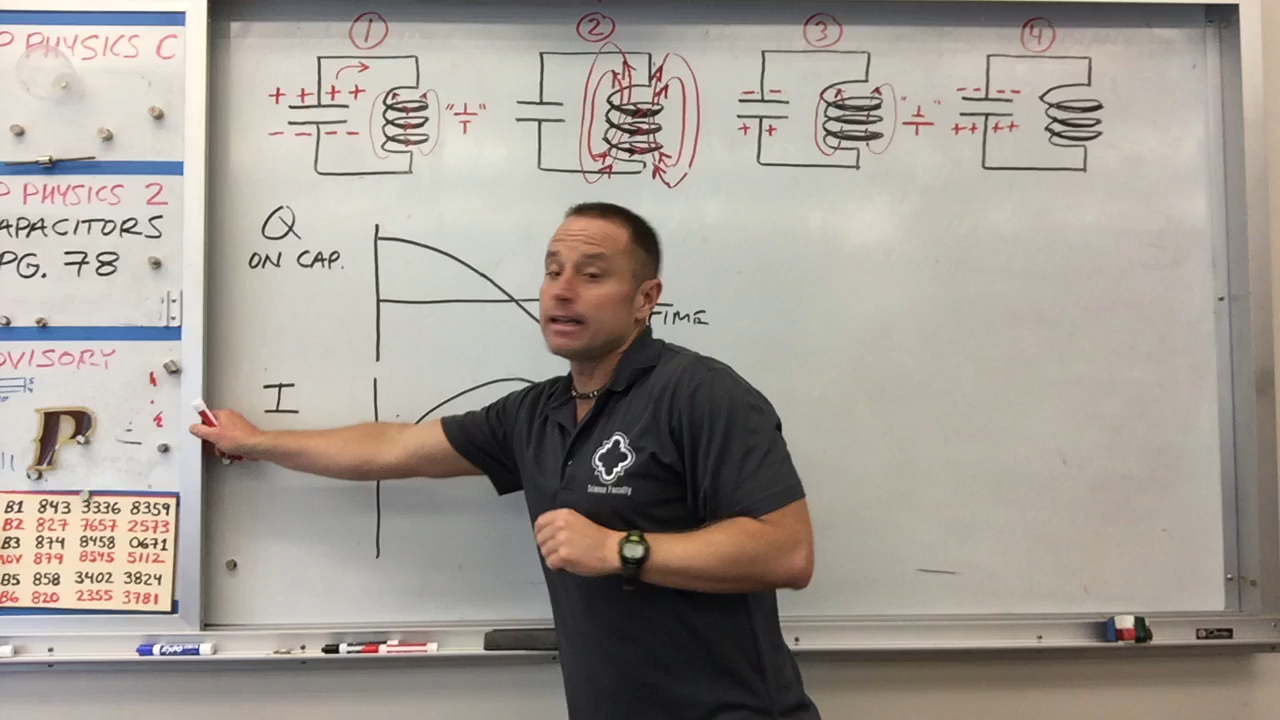 P PHYSICS C
P PHYSICS 2
APACITORS
PG. 78
DVISORY
P
B1 843 3336 8359
B2 827 7657 2573
B3 874 8458 0671
ADV 879 8545 5112
B5 858 3402 3824
B6 820 2355 3781
1 2 3 4
+ + + +
- - - -
- -
+ +
- - - -
++ ++
Q
ON CAP.
TIME
I
Science Faculty
EXPO